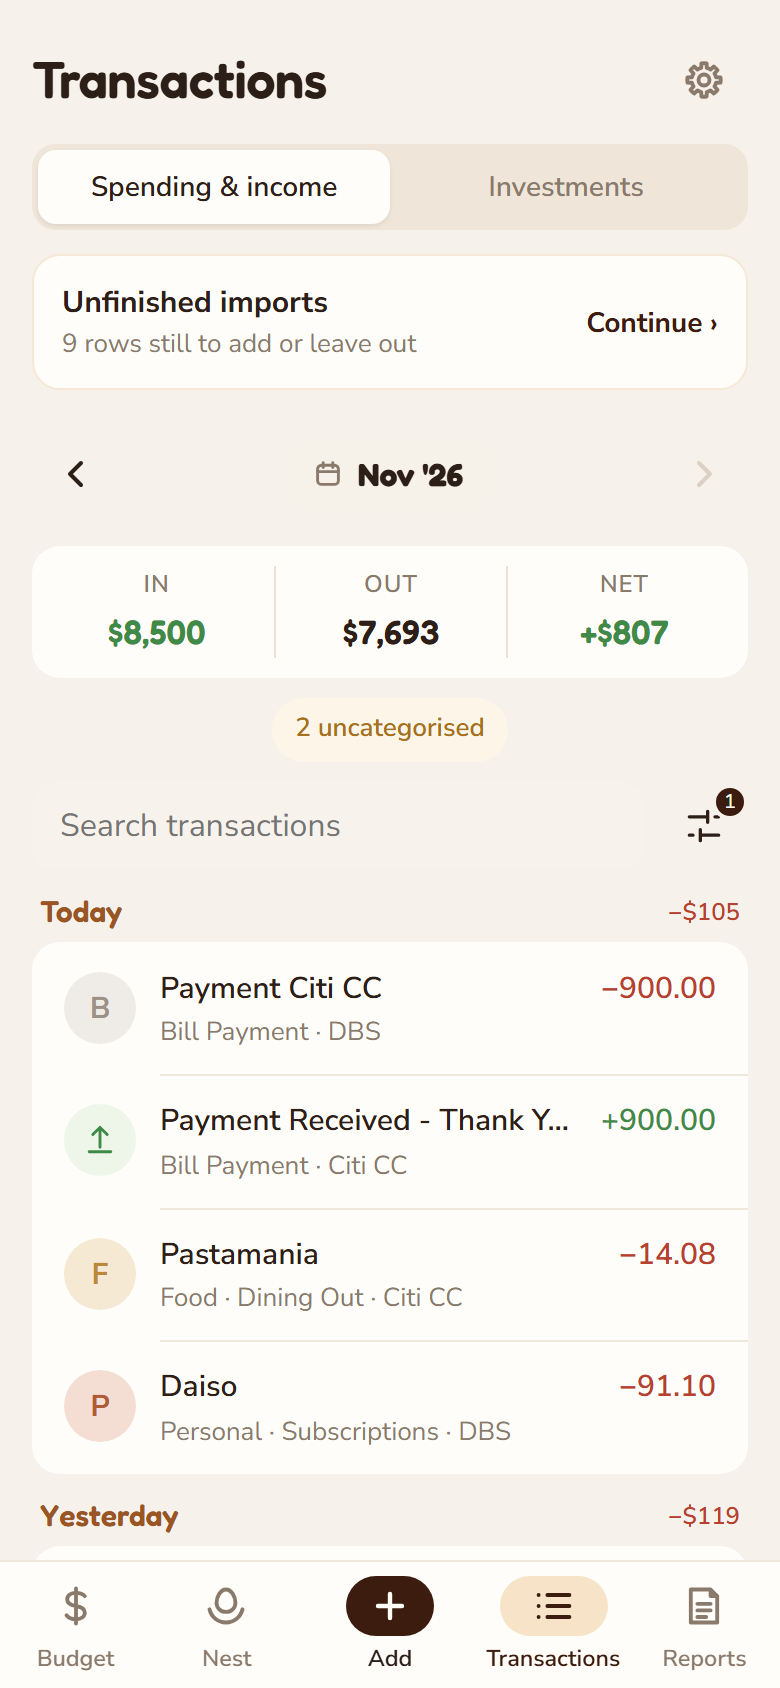 Transactions
Spending & income
Investments
Unfinished imports
9 rows still to add or leave out
Continue ›
Nov '26
IN
OUT
NET
$8,500
$7,693
+$807
2 uncategorised
Search transactions
1
Today
−$105
B
Payment Citi CC
−900.00
Bill Payment · DBS
Payment Received - Thank Y...
+900.00
Bill Payment · Citi CC
F
Pastamania
−14.08
Food · Dining Out · Citi CC
P
Daiso
−91.10
Personal · Subscriptions · DBS
Yesterday
−$119
Budget
Nest
Add
Transactions
Reports